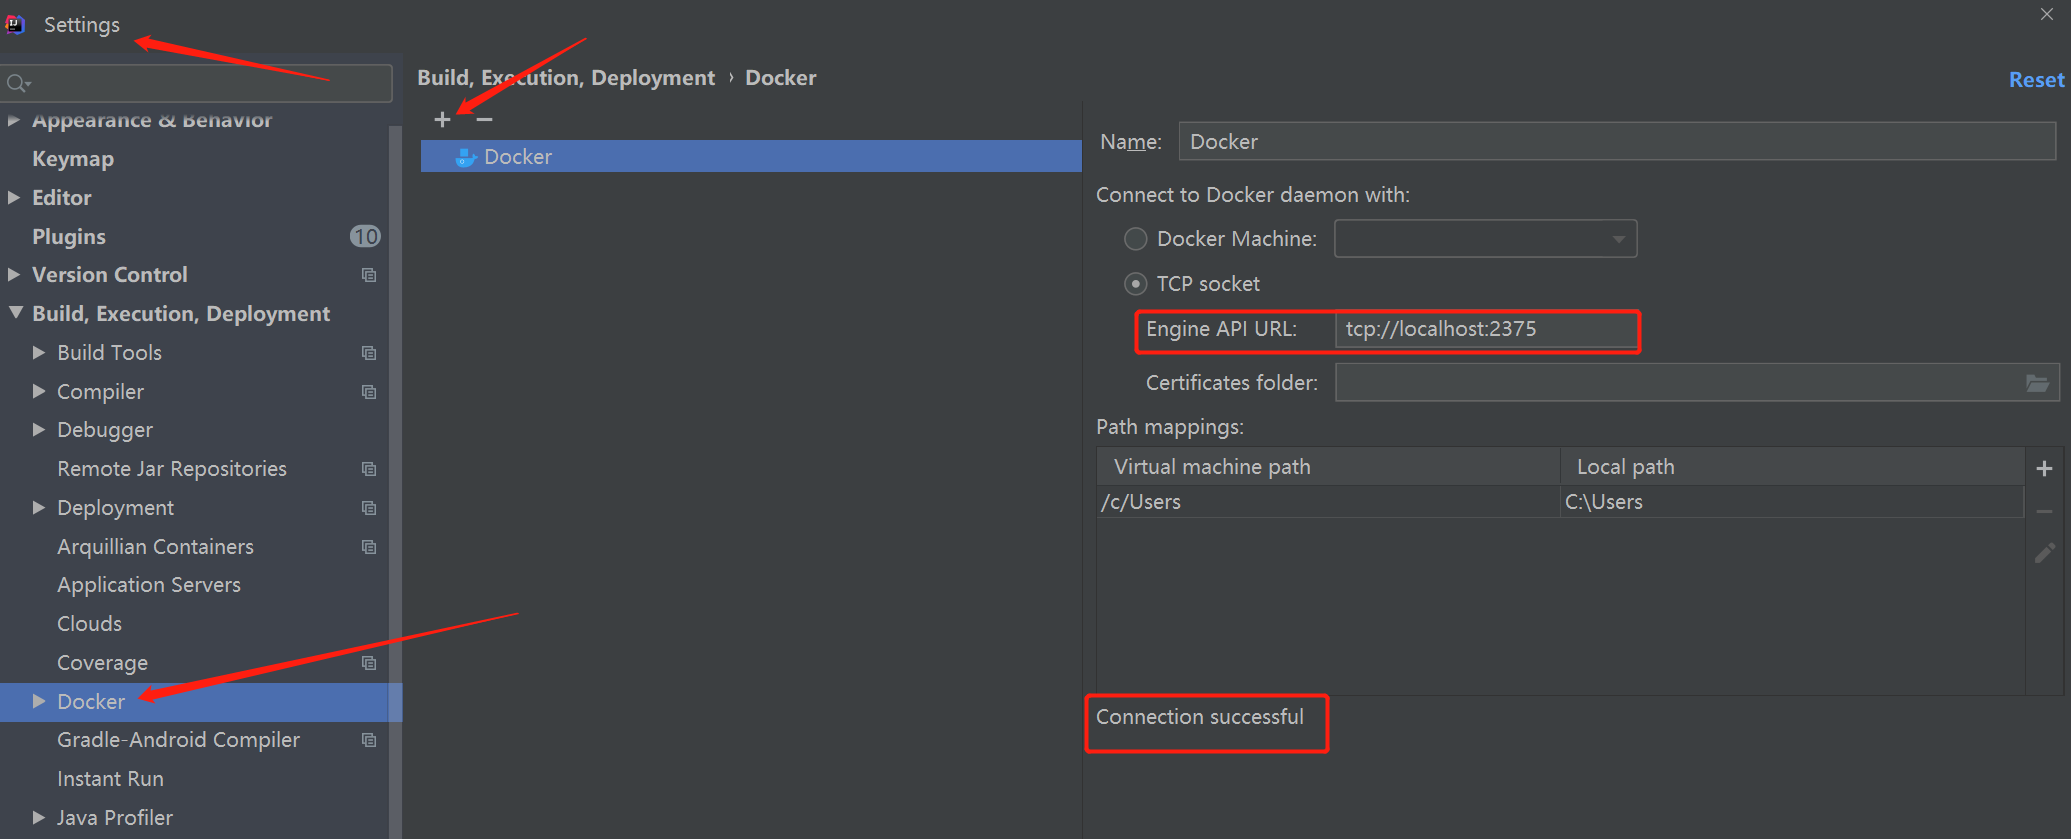 Settings
Appearance & Behavior
Keymap
Editor
Plugins 10
Version Control
Build, Execution, Deployment
Build Tools
Compiler
Debugger
Remote Jar Repositories
Deployment
Arquillian Containers
Application Servers
Clouds
Coverage
Docker
Gradle-Android Compiler
Instant Run
Java Profiler
Build, Execution, Deployment › Docker
Reset
+ −
Docker
Name: Docker
Connect to Docker daemon with:
Docker Machine:
TCP socket
Engine API URL: tcp://localhost:2375
Certificates folder:
Path mappings:
Virtual machine path Local path
/c/Users C:\Users
Connection successful